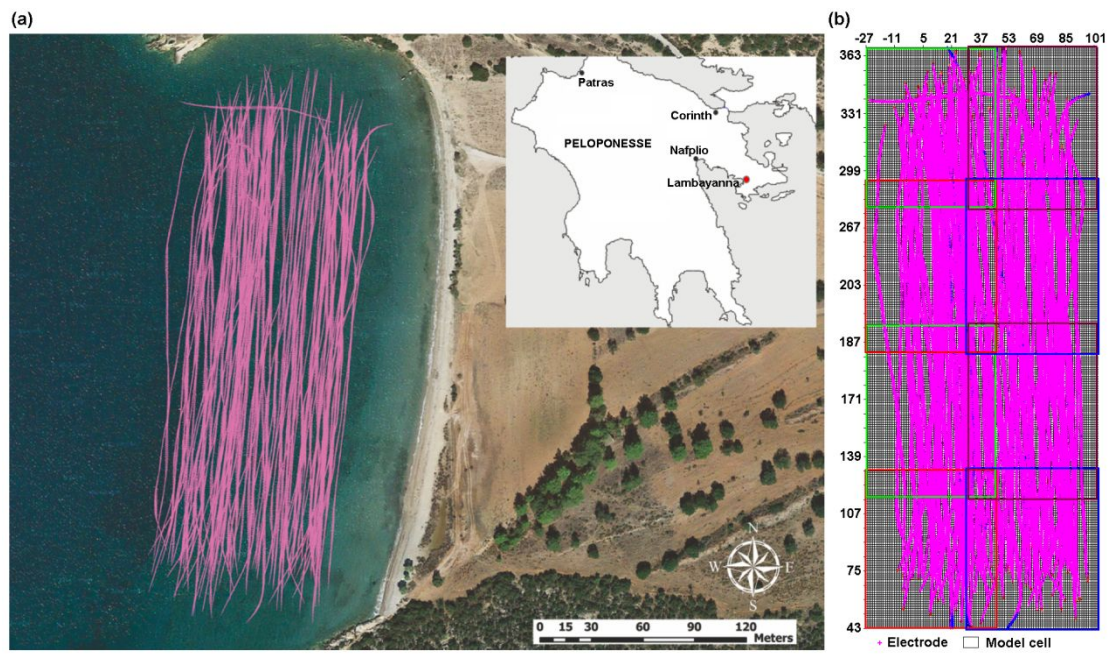 (a)
Patras
Corinth
PELOPONESSE
Nafplio
Lambayanna
N
W E
S
0 15 30 60 90 120
Meters
(b)
-27 -11 5 21 37 53 69 85 101
363
331
299
267
203
187
171
139
107
75
43
Electrode
Model cell